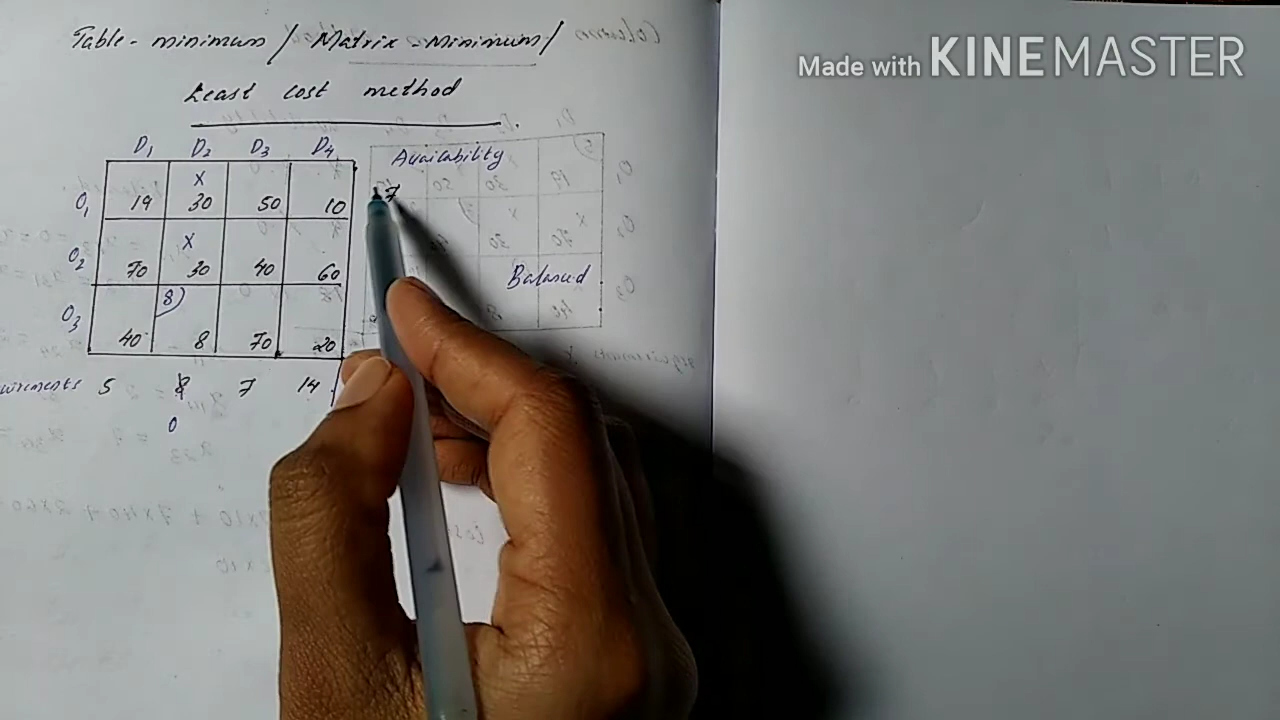 Table - minimum / Matrix - Minimum /
Least cost method
Made with KINEMASTER
D1 D2 D3 D4 Availability
X
O1 19 30 50 10 7
X
O2 70 30 40 60
Balanced
8
O3 40 8 70 20
5 8 7 14
0